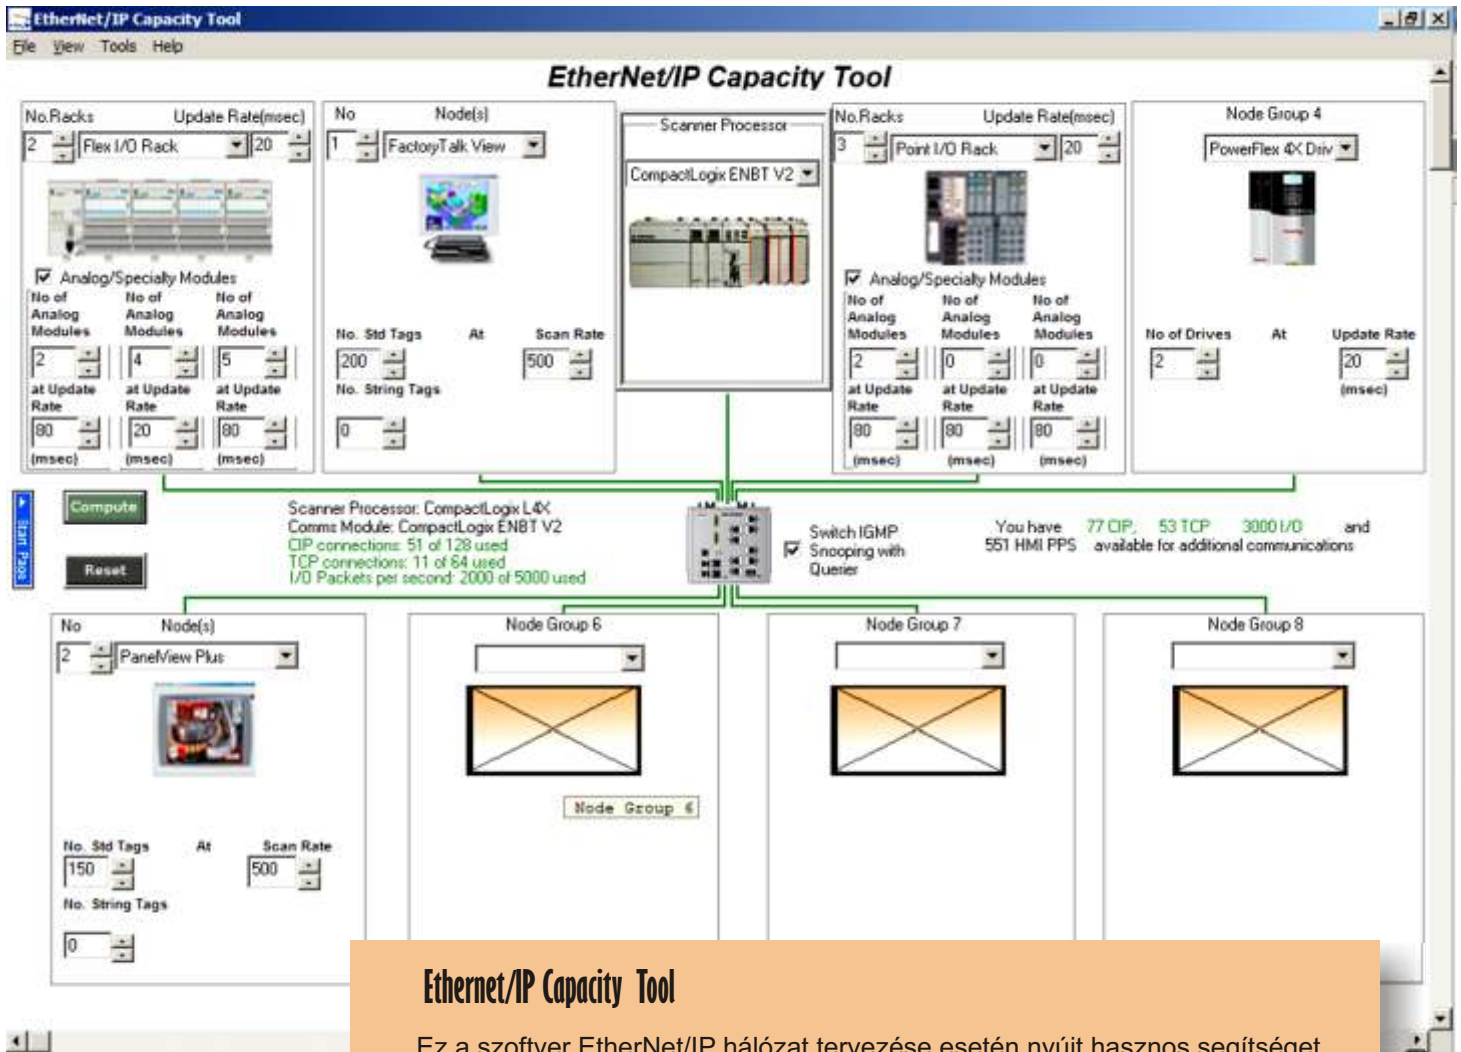 EtherNet/IP Capacity Tool
File View Tools Help
EtherNet/IP Capacity Tool
No.Racks Update Rate(msec)
2 Flex I/O Rack 20
Analog/Specialty Modules
No of Analog Modules No of Analog Modules No of Analog Modules
2 4 5
at Update Rate at Update Rate at Update Rate
80 20 80
(msec) (msec) (msec)
No Node(s)
1 FactoryTalk View
No. Std Tags At Scan Rate
200 500
No. String Tags
0
Scanner Processor
CompactLogix ENBT V2
No.Racks Update Rate(msec)
3 Point I/O Rack 20
Analog/Specialty Modules
No of Analog Modules No of Analog Modules No of Analog Modules
2 0 0
at Update Rate at Update Rate at Update Rate
80 80 80
(msec) (msec) (msec)
Node Group 4
PowerFlex 4X Driv
No of Drives At Update Rate
2 20
(msec)
Start Page
Compute
Reset
Scanner Processor: CompactLogix L4X
Comms Module: CompactLogix ENBT V2
CIP connections: 51 of 128 used
TCP connections: 11 of 64 used
I/O Packets per second: 2000 of 5000 used
Switch IGMP
Snooping with
Querier
You have 77 CIP, 53 TCP 3000 I/O and
551 HMI PPS available for additional communications
No Node(s)
2 PanelView Plus
No. Std Tags At Scan Rate
150 500
No. String Tags
0
Node Group 6
Node Group 6
Node Group 7
Node Group 8
Ethernet/IP Capacity Tool
Ez a szoftver EtherNet/IP hálózat tervezése esetén nyújt hasznos segítséget